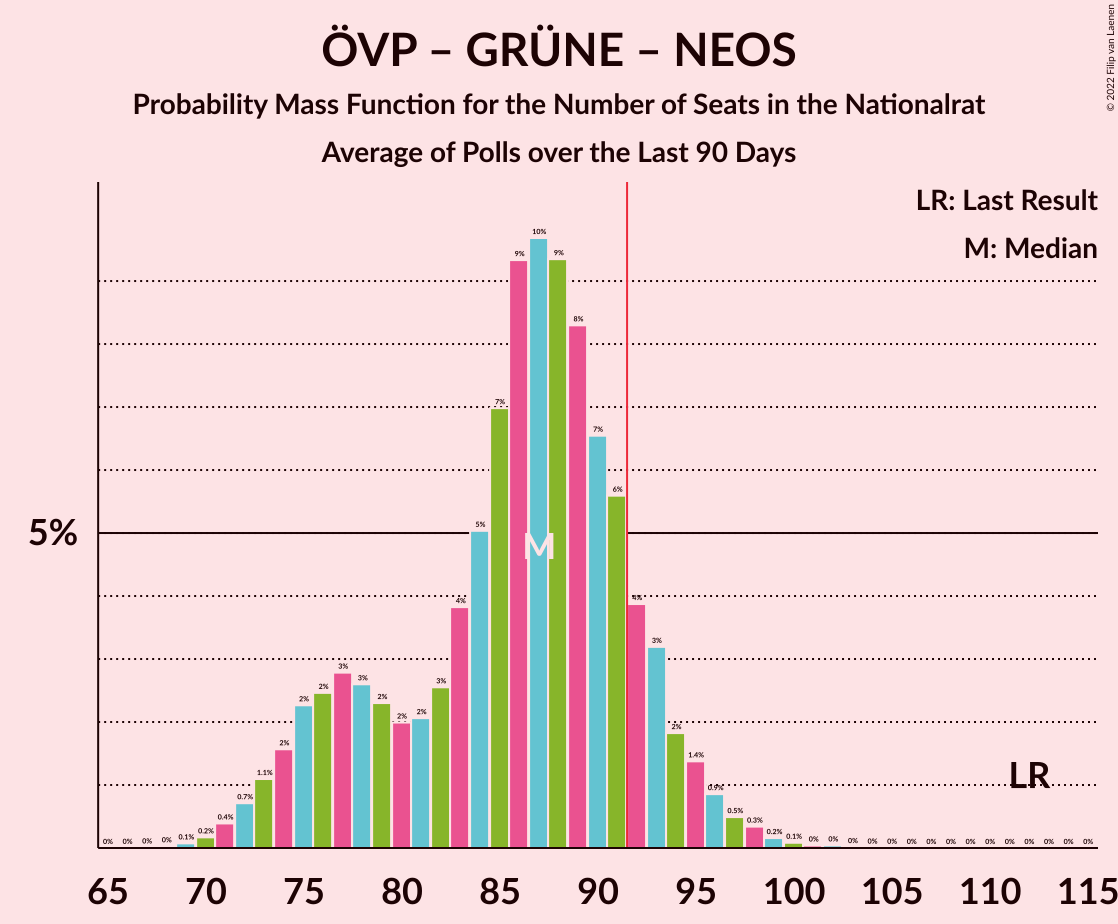 ÖVP – GRÜNE – NEOS
Probability Mass Function for the Number of Seats in the Nationalrat
Average of Polls over the Last 90 Days
© 2022 Filip van Laenen
LR: Last Result
M: Median
10%
9% 9%
8%
7% 7%
6%
5% 5%
M
4% 4%
3% 3% 3% 3%
2% 2% 2% 2% 2% 2% 2%
1.4%
1.1%
LR
0.9%
0.7%
0.5%
0.4% 0.3%
0.2% 0.2%
0% 0% 0% 0% 0.1% 0.1% 0% 0% 0% 0% 0% 0% 0% 0% 0% 0% 0% 0% 0% 0% 0%
65 70 75 80 85 90 95 100 105 110 115